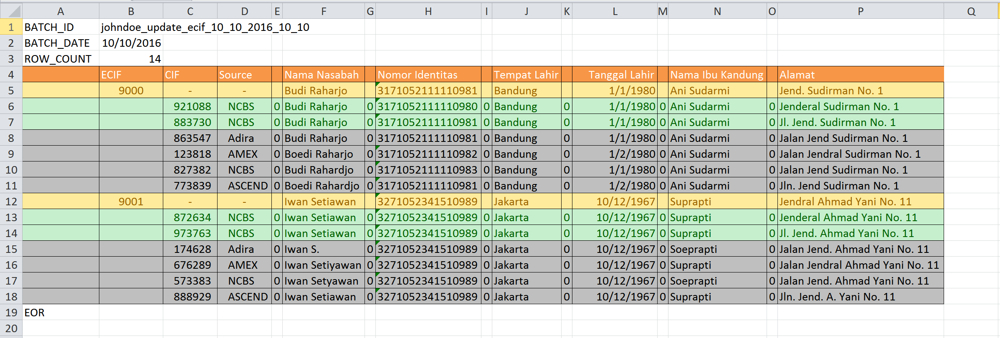 A B C D E F G H I J K L M N O P Q
1 BATCH_ID johndoe_update_ecif_10_10_2016_10_10
2 BATCH_DATE 10/10/2016
3 ROW_COUNT 14
4 ECIF CIF Source Nama Nasabah Nomor Identitas Tempat Lahir Tanggal Lahir Nama Ibu Kandung Alamat
5 9000 - - Budi Raharjo 3171052111110981 Bandung 1/1/1980 Ani Sudarmi Jend. Sudirman No. 1
6 921088 NCBS 0 Budi Raharjo 0 3171052111110980 0 Bandung 0 1/1/1980 0 Ani Sudarmi 0 Jenderal Sudirman No. 1
7 883730 NCBS 0 Budi Raharjo 0 3171052111110981 0 Bandung 0 1/1/1980 0 Ani Sudarmi 0 Jl. Jend. Sudirman No. 1
8 863547 Adira 0 Budi Raharjo 0 3171052111110981 0 Bandung 0 1/1/1980 0 Ani Sudarmi 0 Jalan Jend Sudirman No. 1
9 123818 AMEX 0 Boedi Raharjo 0 3171052111110982 0 Bandung 0 1/2/1980 0 Ani Sudarmi 0 Jalan Jendral Sudirman No. 1
10 827382 NCBS 0 Budi Rahardjo 0 3171052111110983 0 Bandung 0 1/1/1980 0 Ani Sudarmi 0 Jalan Jend Sudirman No. 1
11 773839 ASCEND 0 Boedi Rahardjo 0 3171052111110981 0 Bandung 0 1/2/1980 0 Ani Sudarmi 0 Jln. Jend Sudirman No. 1
12 9001 - - Iwan Setiawan 3271052341510989 Jakarta 10/12/1967 Suprapti Jendral Ahmad Yani No. 11
13 872634 NCBS 0 Iwan Setiawan 0 3271052341510989 0 Jakarta 0 10/12/1967 0 Suprapti 0 Jenderal Ahmad Yani No. 11
14 973763 NCBS 0 Iwan Setiawan 0 3271052341510989 0 Jakarta 0 10/12/1967 0 Suprapti 0 Jl. Jend. Ahmad Yani No. 11
15 174628 Adira 0 Iwan S. 0 3271052341510989 0 Jakarta 0 10/12/1967 0 Soeprapti 0 Jalan Jend. Ahmad Yani No. 11
16 676289 AMEX 0 Iwan Setiyawan 0 3271052341510989 0 Jakarta 0 10/12/1967 0 Suprapti 0 Jalan Jendral Ahmad Yani No. 11
17 573383 NCBS 0 Iwan Setyawan 0 3271052341510989 0 Jakarta 0 10/12/1967 0 Soeprapti 0 Jalan Jend. Ahmad Yani No. 11
18 888929 ASCEND 0 Iwan Setiawan 0 3271052341510989 0 Jakarta 0 10/12/1967 0 Suprapti 0 Jln. Jend. A. Yani No. 11
19 EOR
20